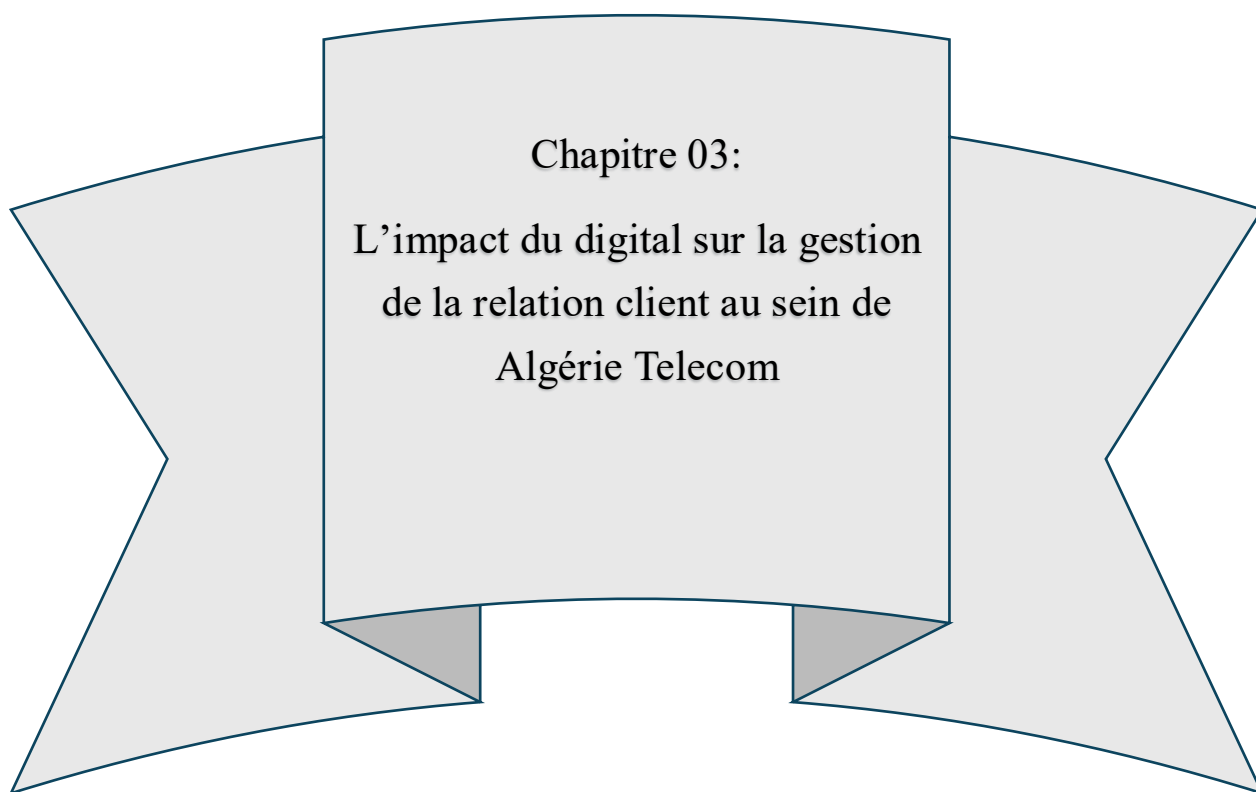 Chapitre 03:
L’impact du digital sur la gestion
de la relation client au sein de
Algérie Telecom